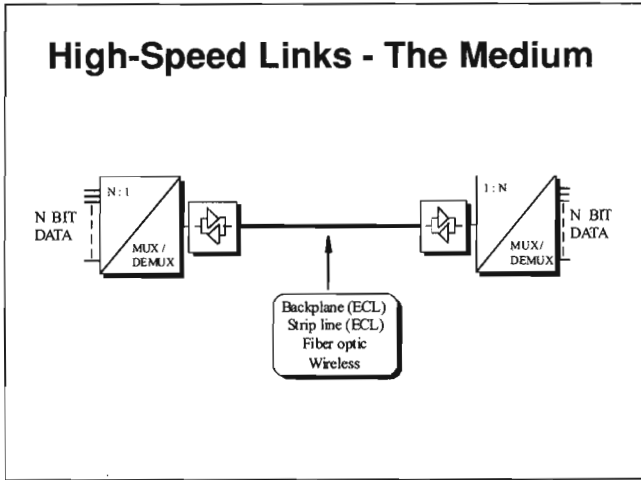 High-Speed Links - The Medium
N : 1
MUX /
DEMUX
N BIT
DATA
1 : N
MUX/
DEMUX
N BIT
DATA
Backplane (ECL)
Strip line (ECL)
Fiber optic
Wireless